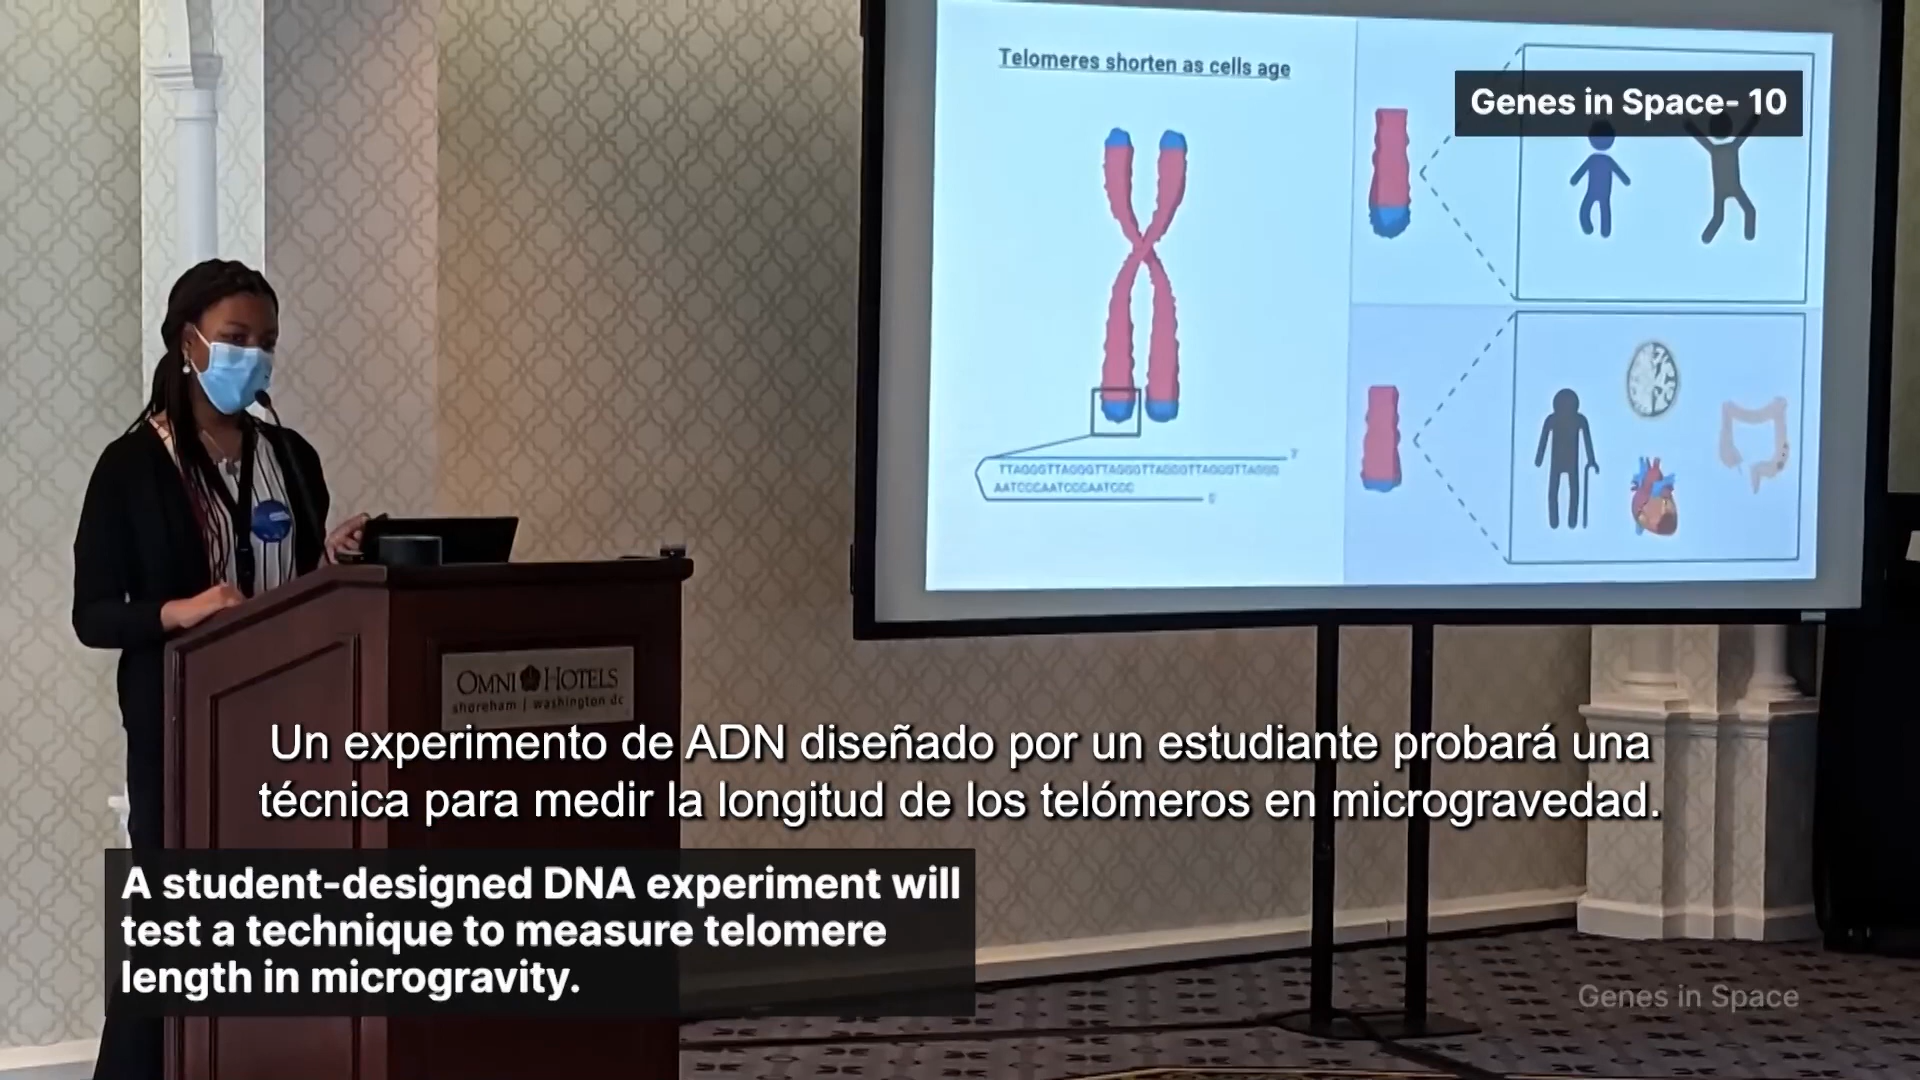 Telomeres shorten as cells age
Genes in Space- 10
TTAGGGTTAGGGTTAGGGTTAGGGTTAGGGTTAGGG
AATCCCAATCCCAATCCC
OMNI HOTELS
shoreham | washington dc
Un experimento de ADN diseñado por un estudiante probará una
técnica para medir la longitud de los telómeros en microgravedad.
A student-designed DNA experiment will
test a technique to measure telomere
length in microgravity.
Genes in Space